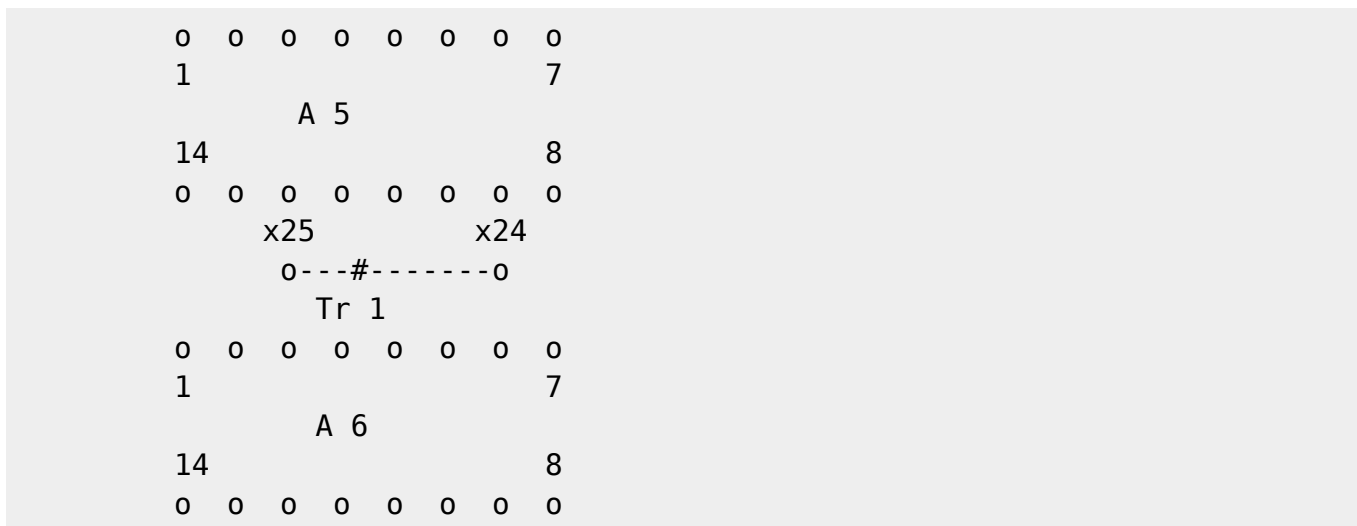 o  o  o  o  o  o  o  o
1                    7
       A 5
14                   8
o  o  o  o  o  o  o  o
     x25         x24
      o---#-------o
        Tr 1
o  o  o  o  o  o  o  o
1                    7
        A 6
14                   8
o  o  o  o  o  o  o  o